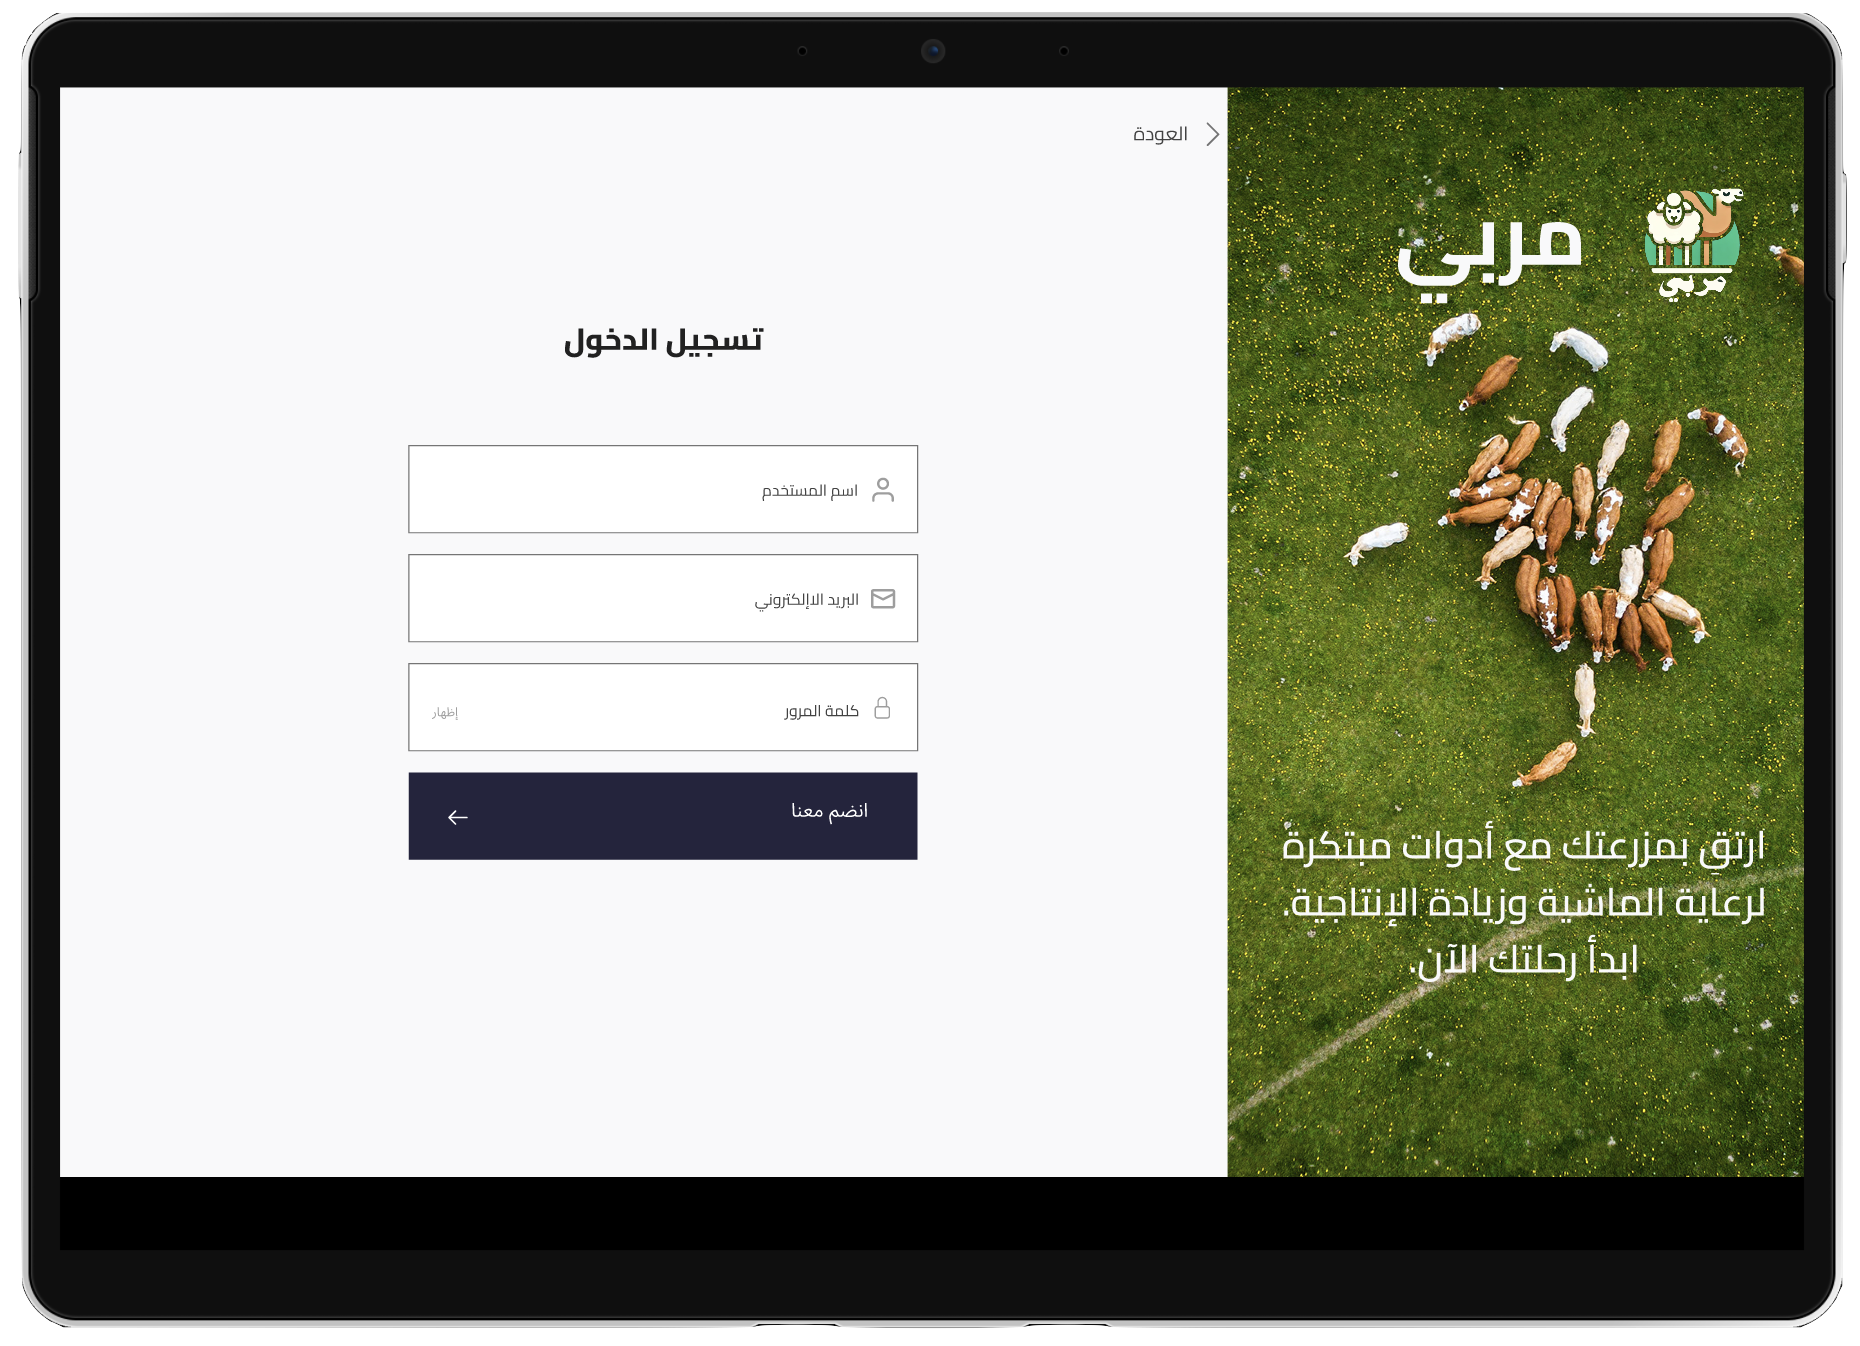 العودة
مربي
مربي
تسجيل الدخول
اسم المستخدم
البريد الاإلكتروني
كلمة المرور
إظهار
انضم معنا
ارتقِ بمزرعتك مع أدوات مبتكرة
لرعاية الماشية وزيادة الإنتاجية.
ابدأ رحلتك الآن.